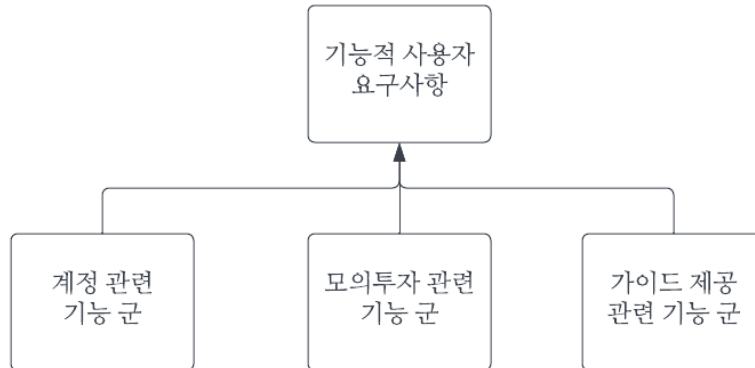 기능적 사용자
요구사항
계정 관련
기능 군
모의투자 관련
기능 군
가이드 제공
관련 기능 군